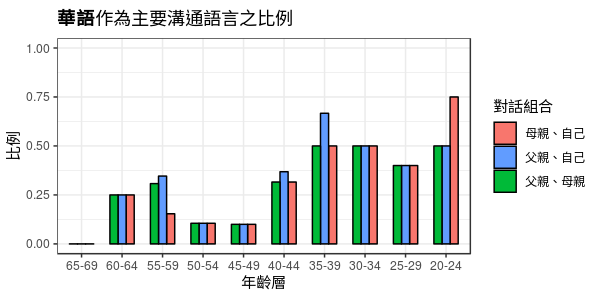 華語作為主要溝通語言之比例
1.00
0.75
0.50
0.25
0.00
比例
65-69 60-64 55-59 50-54 45-49 40-44 35-39 30-34 25-29 20-24
年齡層
對話組合
母親、自己
父親、自己
父親、母親